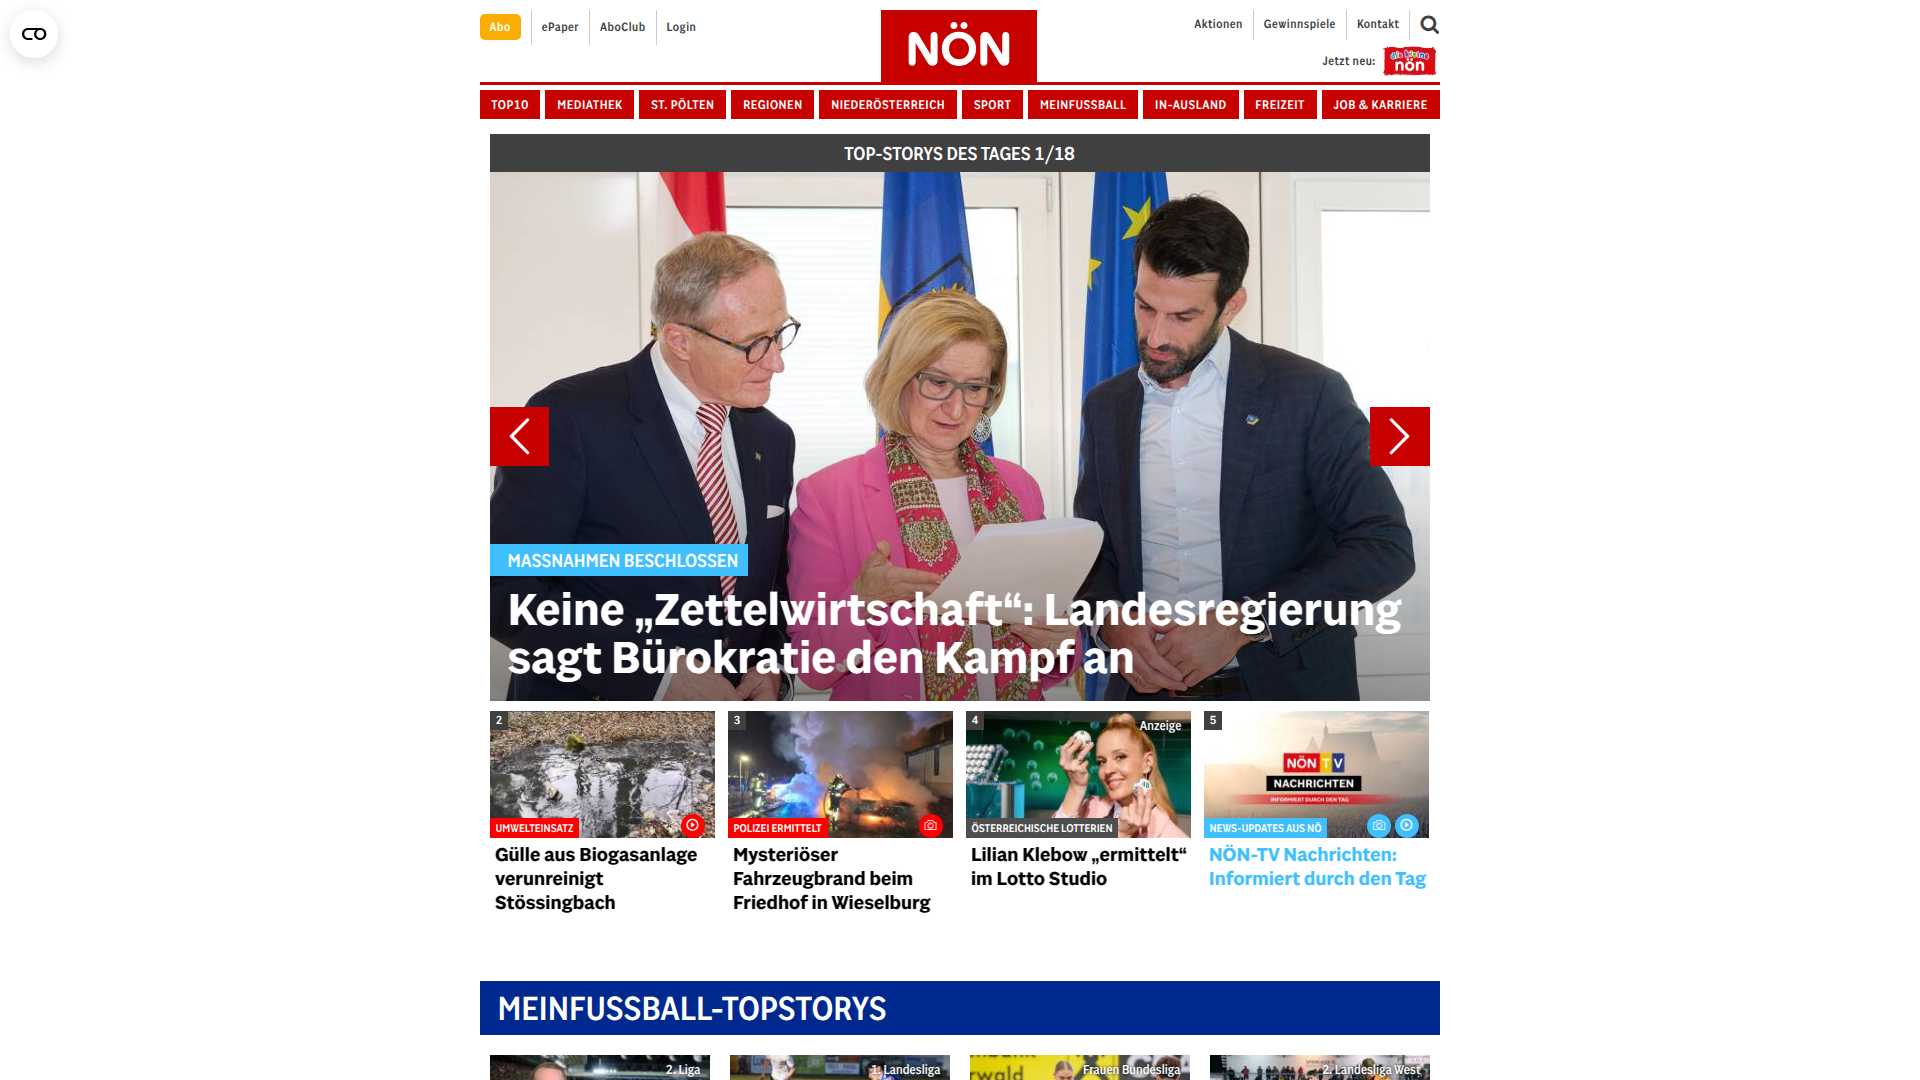 Abo
ePaper
AboClub
Login
NÖN
Aktionen
Gewinnspiele
Kontakt
Jetzt neu:
die kleine
nön
TOP10
MEDIATHEK
ST. PÖLTEN
REGIONEN
NIEDERÖSTERREICH
SPORT
MEINFUSSBALL
IN-AUSLAND
FREIZEIT
JOB & KARRIERE
TOP-STORYS DES TAGES 1/18
MASSNAHMEN BESCHLOSSEN
Keine „Zettelwirtschaft“: Landesregierung
sagt Bürokratie den Kampf an
2
UMWELTEINSATZ
Gülle aus Biogasanlage
verunreinigt
Stössingbach
3
POLIZEI ERMITTELT
Mysteriöser
Fahrzeugbrand beim
Friedhof in Wieselburg
4
Anzeige
ÖSTERREICHISCHE LOTTERIEN
Lilian Klebow „ermittelt“
im Lotto Studio
5
NÖN TV
NACHRICHTEN
INFORMIERT DURCH DEN TAG
NEWS-UPDATES AUS NÖ
NÖN-TV Nachrichten:
Informiert durch den Tag
MEINFUSSBALL-TOPSTORYS
2. Liga
1. Landesliga
Frauen Bundesliga
2. Landesliga West